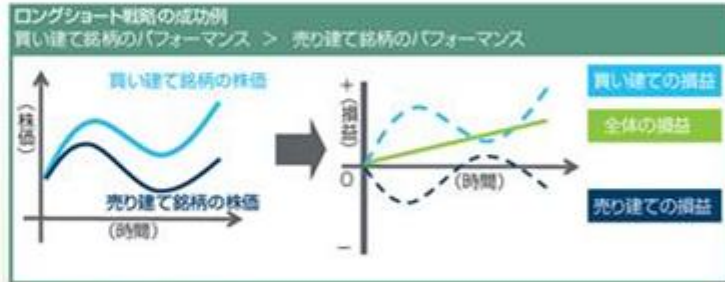 ロングショート戦略の成功例
買い建て銘柄のパフォーマンス ＞ 売り建て銘柄のパフォーマンス
買い建て銘柄の株価
(株価)
売り建て銘柄の株価
(時間)
+
(損益)
0
−
(時間)
買い建ての損益
全体の損益
売り建ての損益